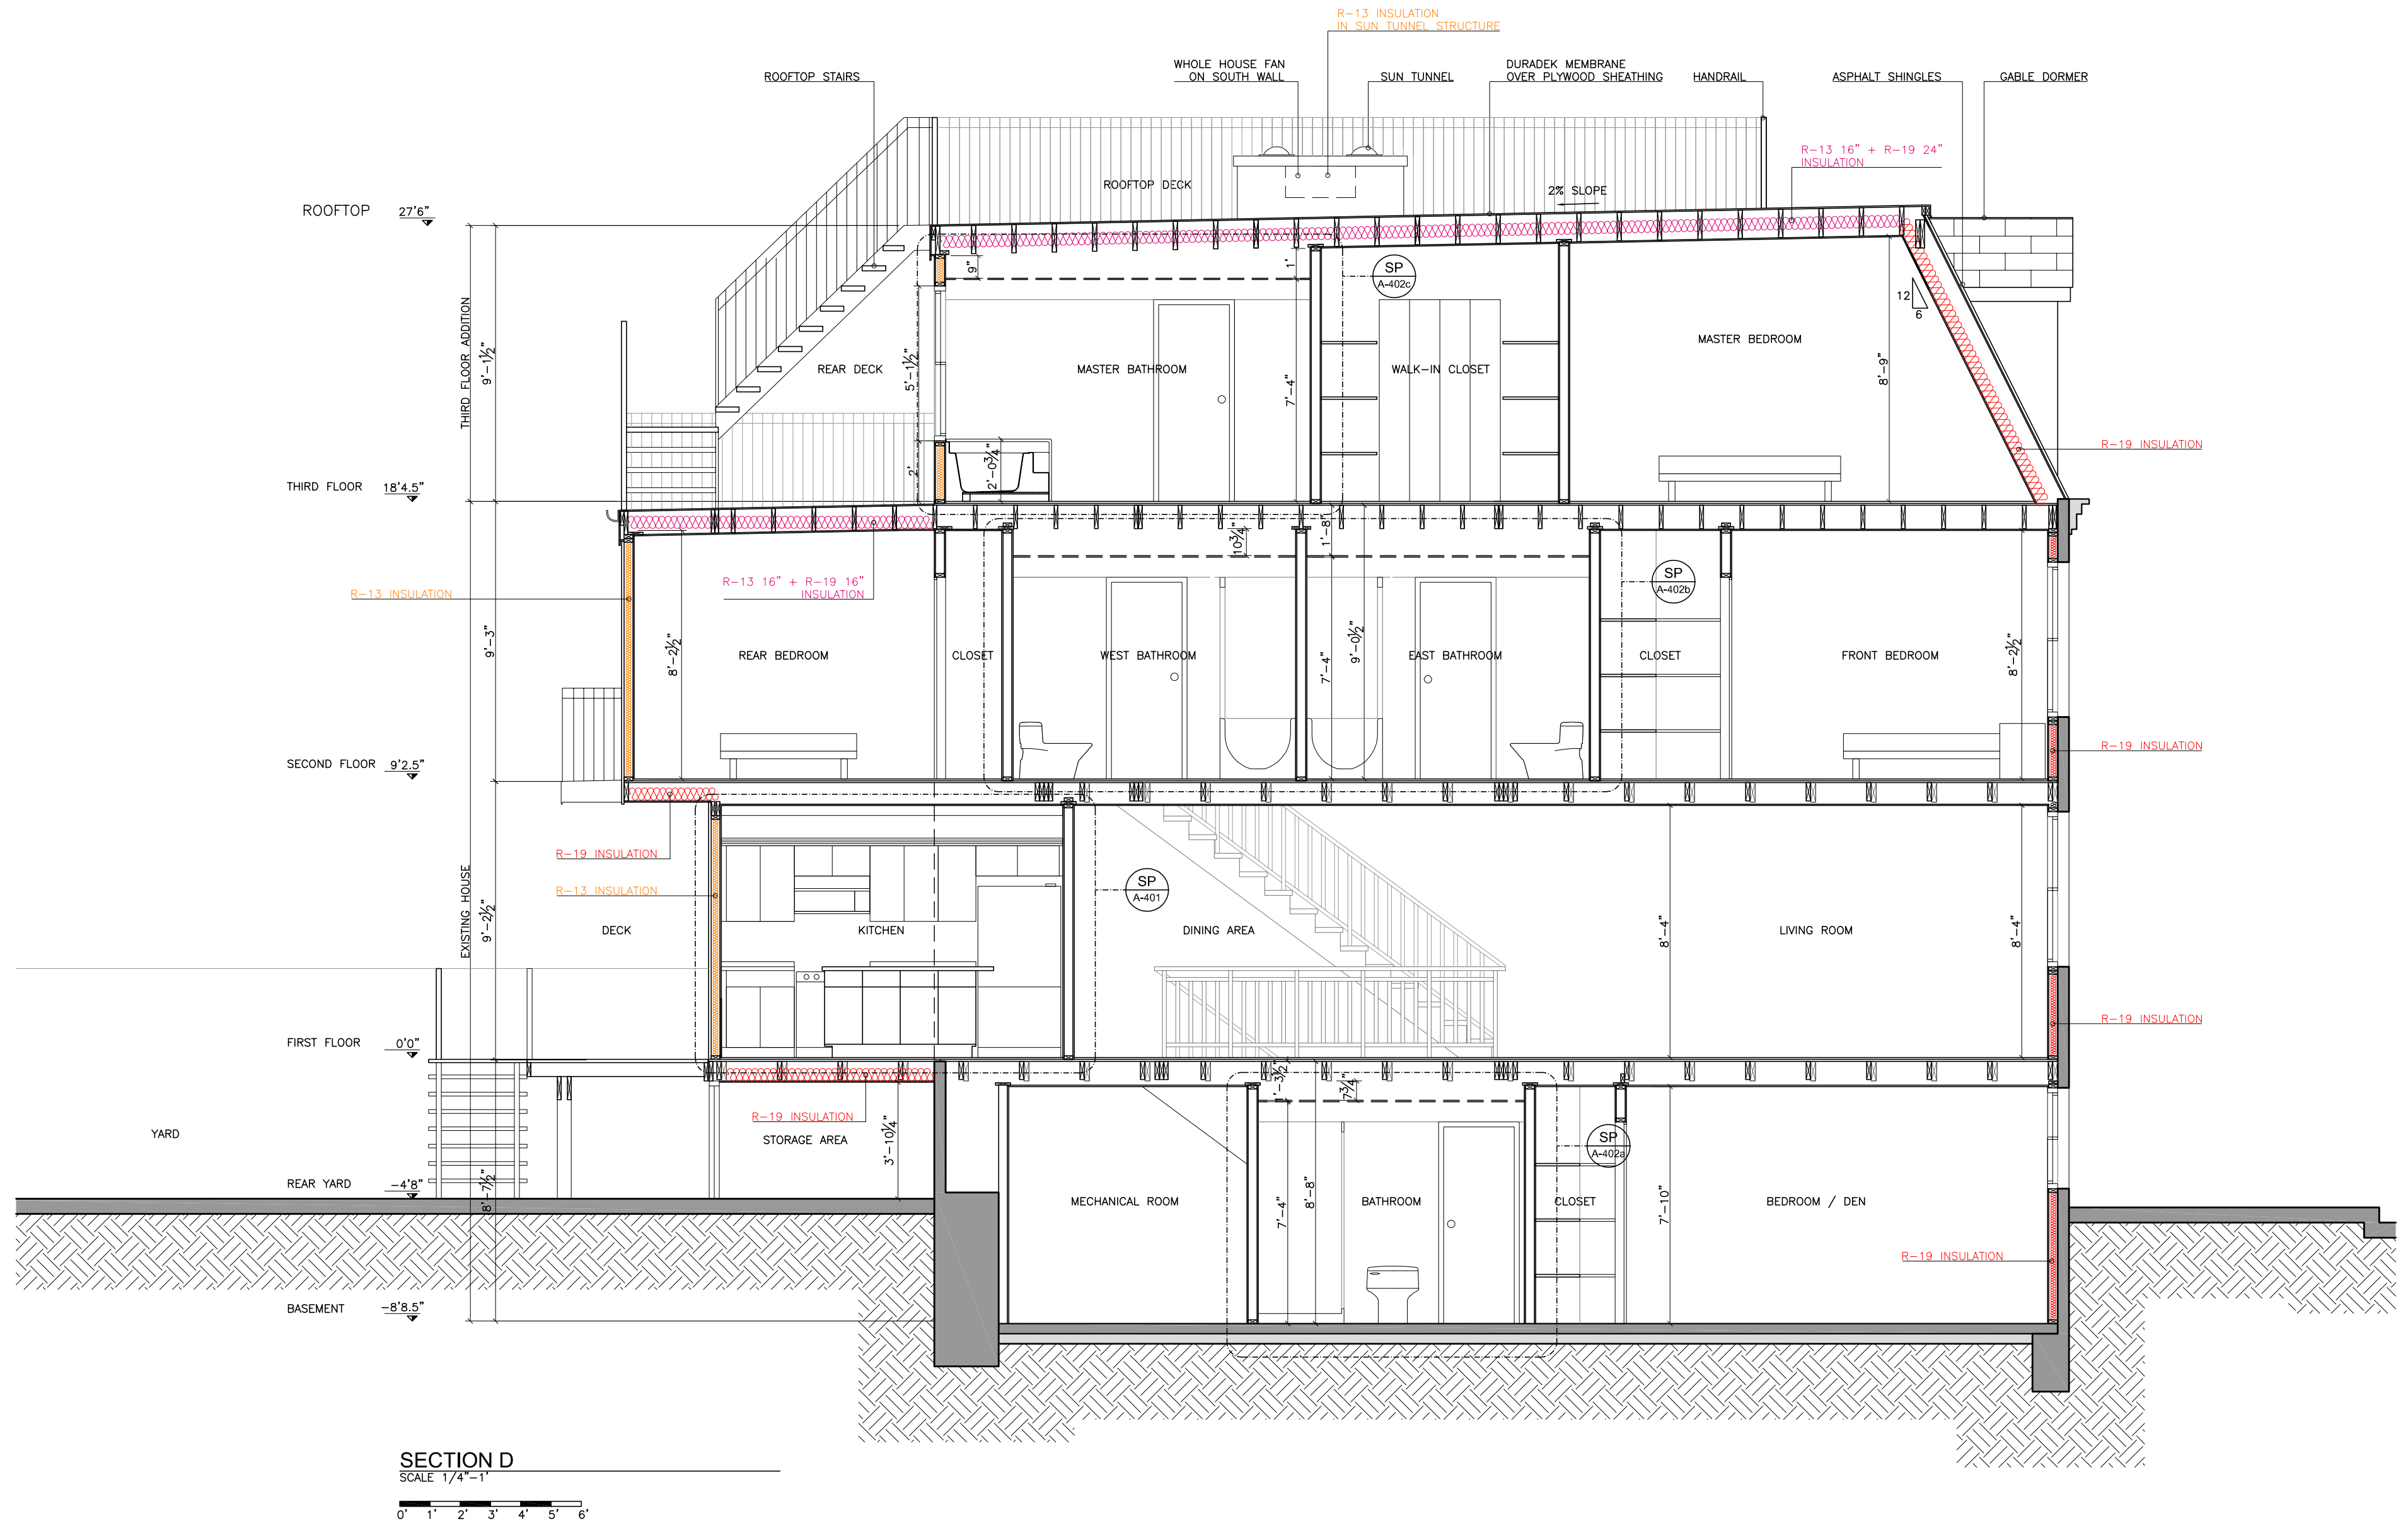 R-13 INSULATION
IN SUN TUNNEL STRUCTURE
ROOFTOP STAIRS
WHOLE HOUSE FAN
ON SOUTH WALL
SUN TUNNEL
DURADEK MEMBRANE
OVER PLYWOOD SHEATHING
HANDRAIL
ASPHALT SHINGLES
GABLE DORMER
R-13 16" + R-19 24"
INSULATION
ROOFTOP DECK
2% SLOPE
ROOFTOP 27'6"
9"
1'
SP
A-402c
12
6
THIRD FLOOR ADDITION
9'-1½"
REAR DECK
5'-1½"
MASTER BATHROOM
7'-4"
WALK-IN CLOSET
MASTER BEDROOM
8'-9"
R-19 INSULATION
2'
2'-0¾"
THIRD FLOOR 18'4.5"
10¾"
1'-8"
R-13 INSULATION
R-13 16" + R-19 16"
INSULATION
SP
A-402b
9'-3"
8'-2½"
REAR BEDROOM
CLOSET
WEST BATHROOM
7'-4"
9'-0½"
EAST BATHROOM
CLOSET
FRONT BEDROOM
8'-2½"
R-19 INSULATION
SECOND FLOOR 9'2.5"
R-19 INSULATION
R-13 INSULATION
SP
A-401
EXISTING HOUSE
9'-2½"
DECK
KITCHEN
DINING AREA
8'-4"
LIVING ROOM
8'-4"
R-19 INSULATION
FIRST FLOOR 0'0"
1'-3½"
7¾"
R-19 INSULATION
YARD
STORAGE AREA
3'-10¼"
SP
A-402a
REAR YARD -4'8"
8'-7½"
MECHANICAL ROOM
7'-4"
8'-8"
BATHROOM
CLOSET
7'-10"
BEDROOM / DEN
R-19 INSULATION
BASEMENT -8'8.5"
SECTION D
SCALE 1/4"-1'
0' 1' 2' 3' 4' 5' 6'